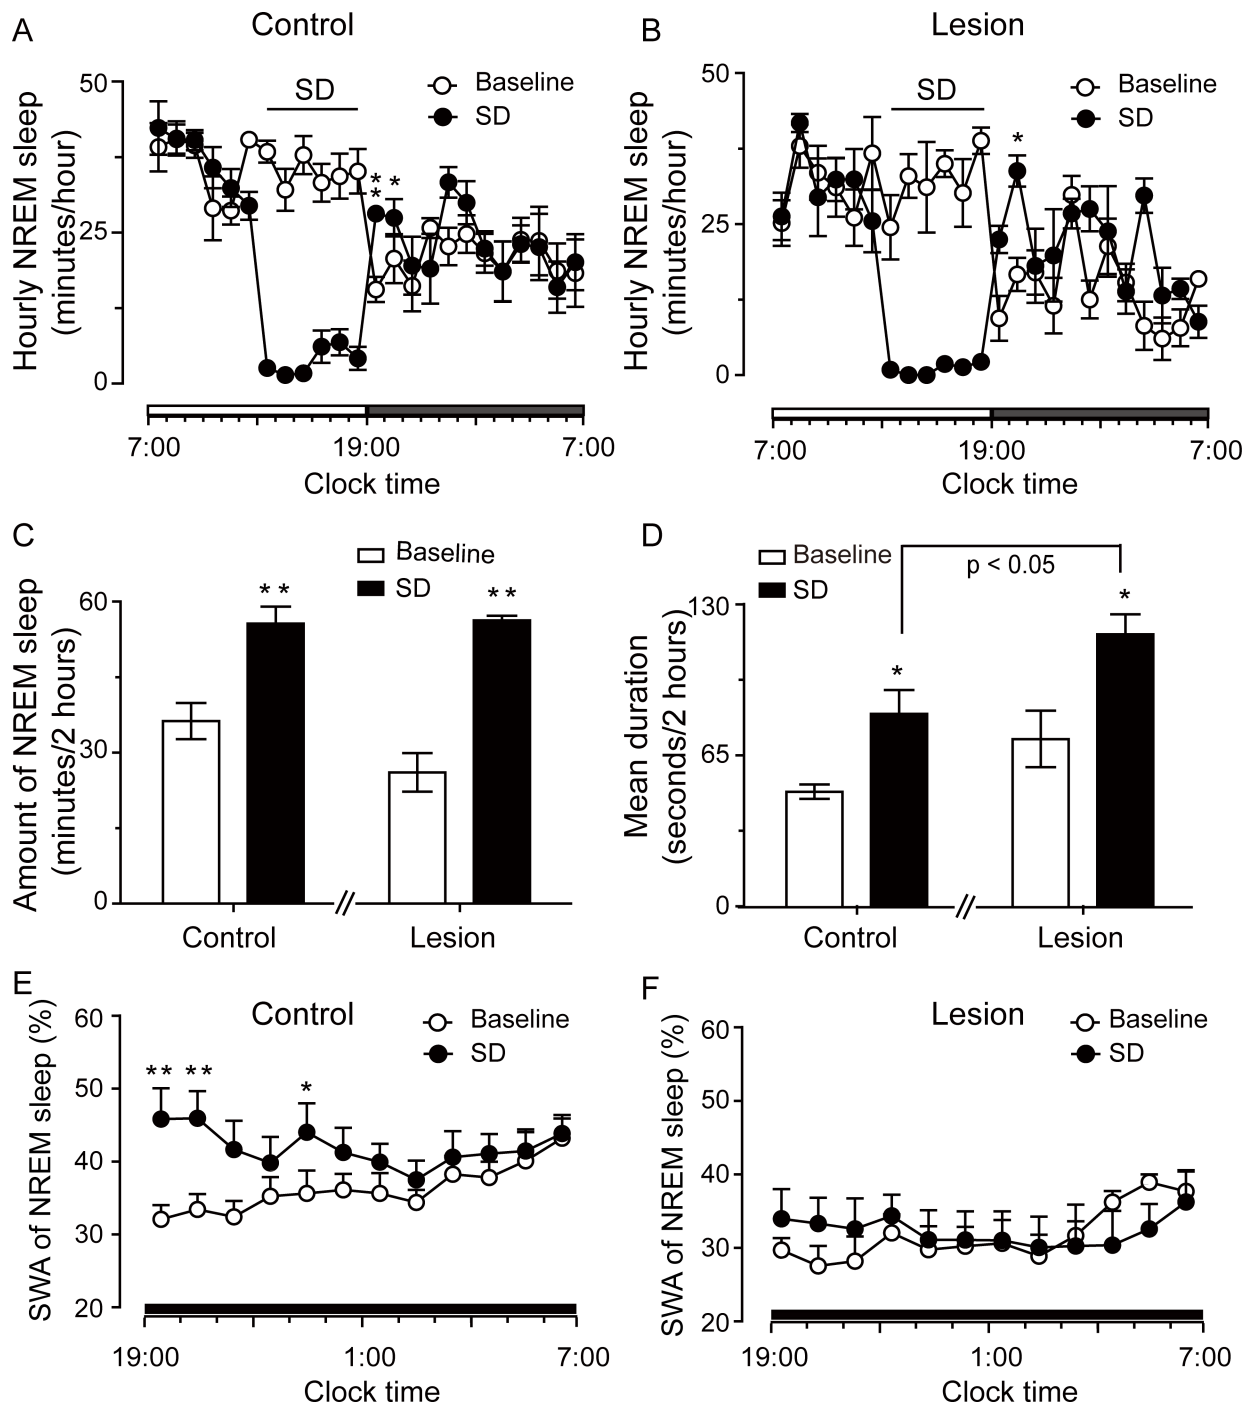 A
Control
Hourly NREM sleep
(minutes/hour)
50
25
0
SD
Baseline
SD
*
*
*
7:00
19:00
7:00
Clock time
B
Lesion
Hourly NREM sleep
(minutes/hour)
50
25
0
SD
Baseline
SD
*
7:00
19:00
7:00
Clock time
C
Amount of NREM sleep
(minutes/2 hours)
60
30
0
Baseline
SD
**
**
Control
Lesion
D
Mean duration
(seconds/2 hours)
130
65
0
Baseline
SD
p < 0.05
*
*
Control
Lesion
E
Control
SWA of NREM sleep (%)
60
50
40
30
20
Baseline
SD
** ** *
19:00
1:00
7:00
Clock time
F
Lesion
SWA of NREM sleep (%)
60
50
40
30
20
Baseline
SD
19:00
1:00
7:00
Clock time